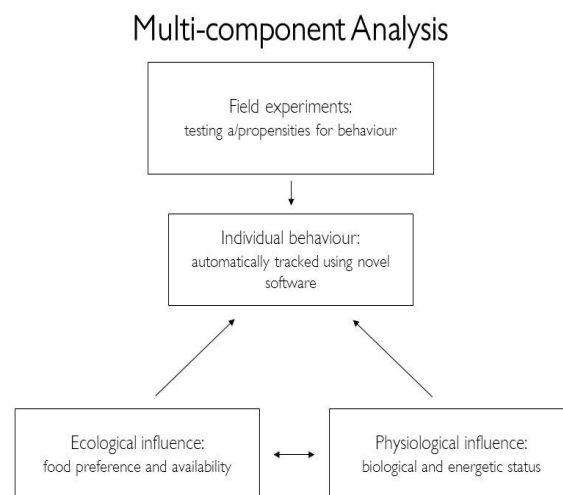 Multi-component Analysis
Field experiments:
testing a/propensities for behaviour
Individual behaviour:
automatically tracked using novel
software
Ecological influence:
food preference and availability
Physiological influence:
biological and energetic status